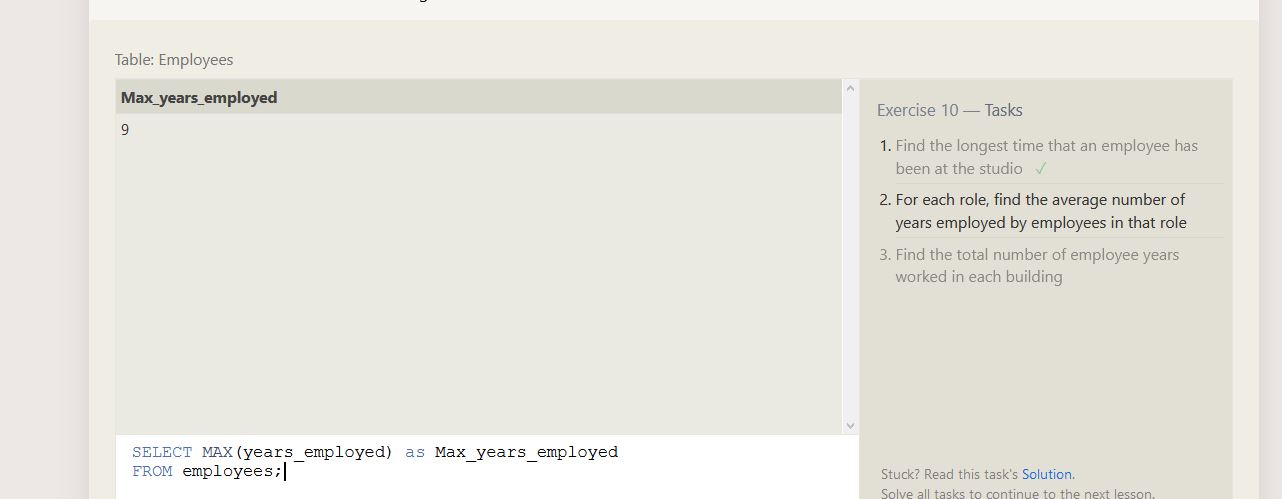 Table: Employees
Max_years_employed
9
Exercise 10 — Tasks
1. Find the longest time that an employee has
been at the studio ✓
2. For each role, find the average number of
years employed by employees in that role
3. Find the total number of employee years
worked in each building
SELECT MAX(years_employed) as Max_years_employed
FROM employees;
Stuck? Read this task's Solution.
Solve all tasks to continue to the next lesson.